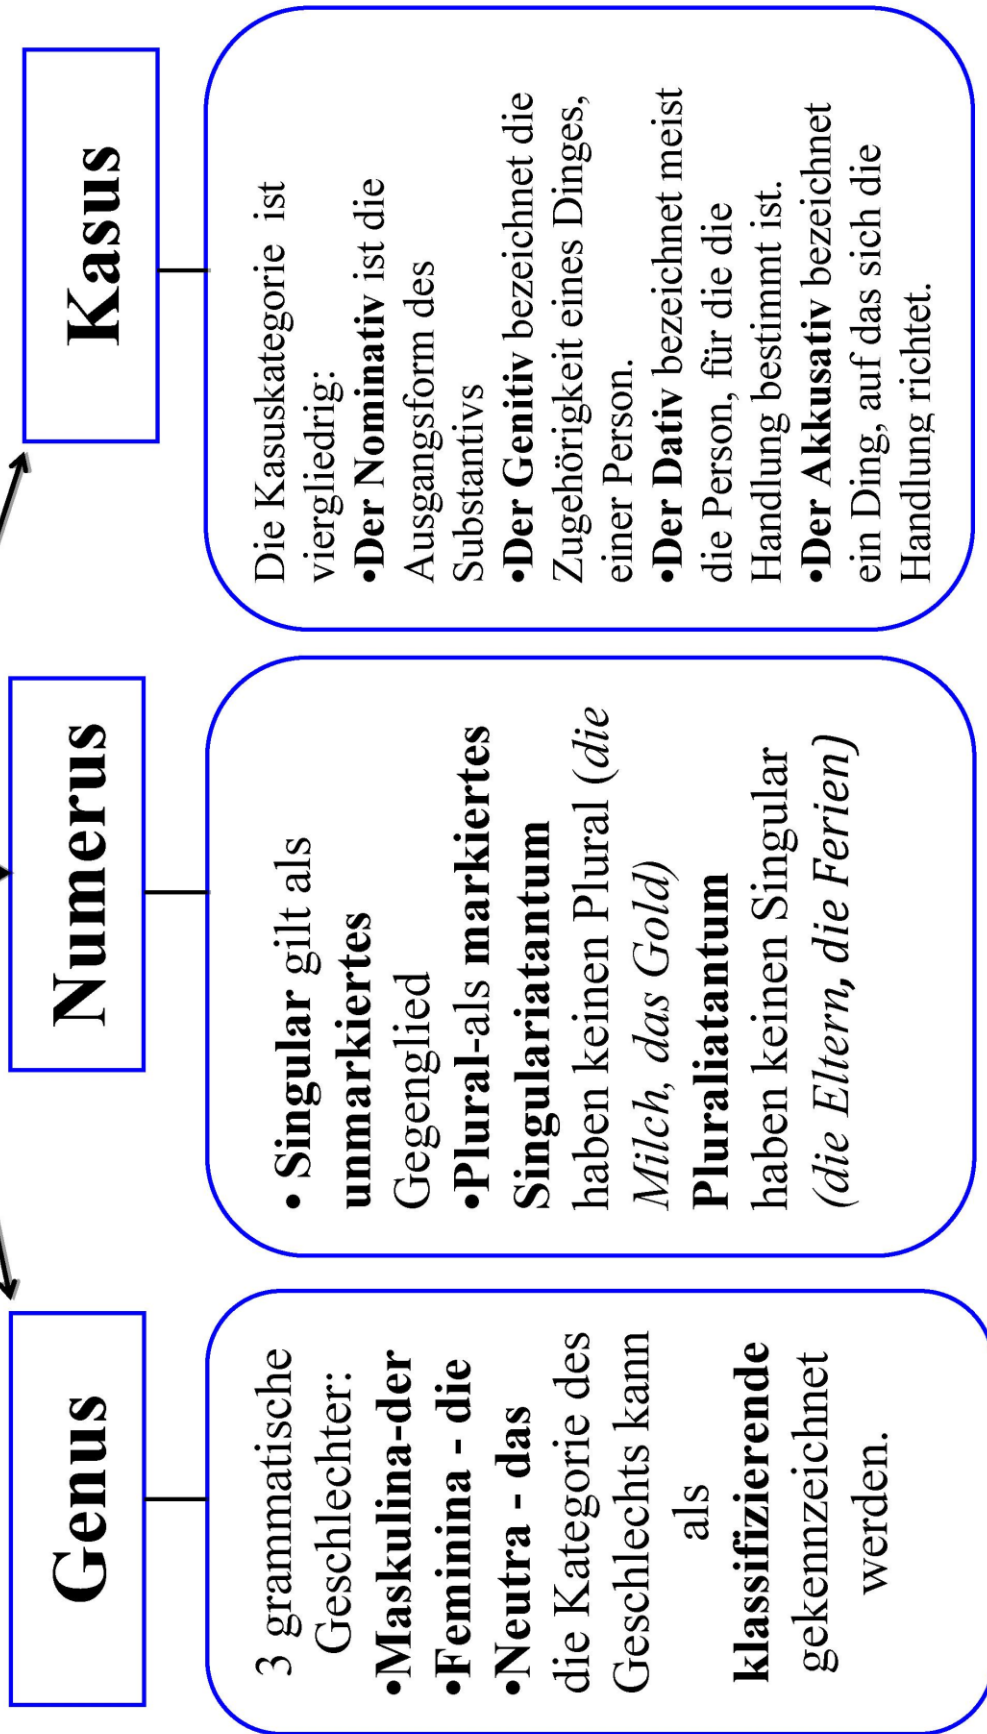 Genus
3 grammatische
Geschlechter:
•Maskulina-der
•Feminina - die
•Neutra - das
die Kategorie des
Geschlechts kann
als
klassifizierende
gekennzeichnet
werden.
Numerus
• Singular gilt als
unmarkiertes
Gegenglied
•Plural-als markiertes
Singulariatantum
haben keinen Plural (die
Milch, das Gold)
Pluraliatantum
haben keinen Singular
(die Eltern, die Ferien)
Kasus
Die Kasuskategorie ist
viergliedrig:
•Der Nominativ ist die
Ausgangsform des
Substantivs
•Der Genitiv bezeichnet die
Zugehörigkeit eines Dinges,
einer Person.
•Der Dativ bezeichnet meist
die Person, für die die
Handlung bestimmt ist.
•Der Akkusativ bezeichnet
ein Ding, auf das sich die
Handlung richtet.